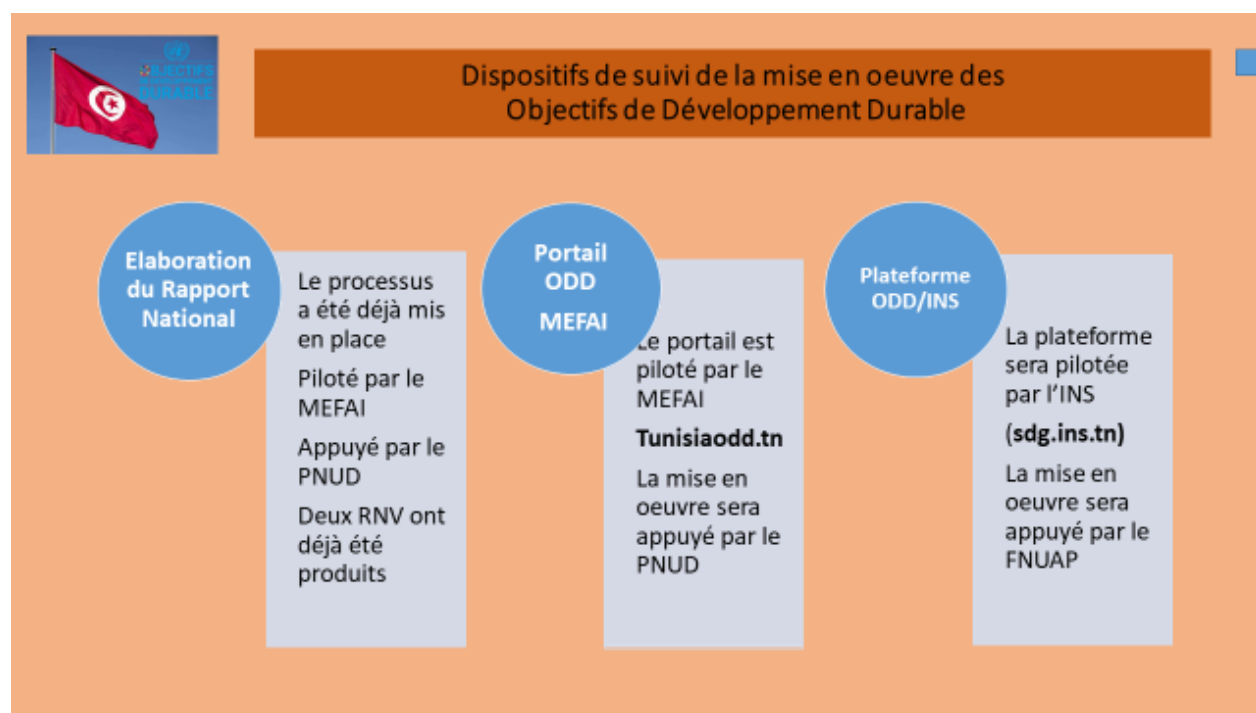 OBJECTIFS
DURABLE
Dispositifs de suivi de la mise en oeuvre des
Objectifs de Développement Durable
Elaboration
du Rapport
National
Le processus
a été déjà mis
en place
Piloté par le
MEFAI
Appuyé par le
PNUD
Deux RNV ont
déjà été
produits
Portail
ODD
MEFAI
Le portail est
piloté par le
MEFAI
Tunisiaodd.tn
La mise en
oeuvre sera
appuyé par le
PNUD
Plateforme
ODD/INS
La plateforme
sera pilotée
par l'INS
(sdg.ins.tn)
La mise en
oeuvre sera
appuyé par le
FNUAP